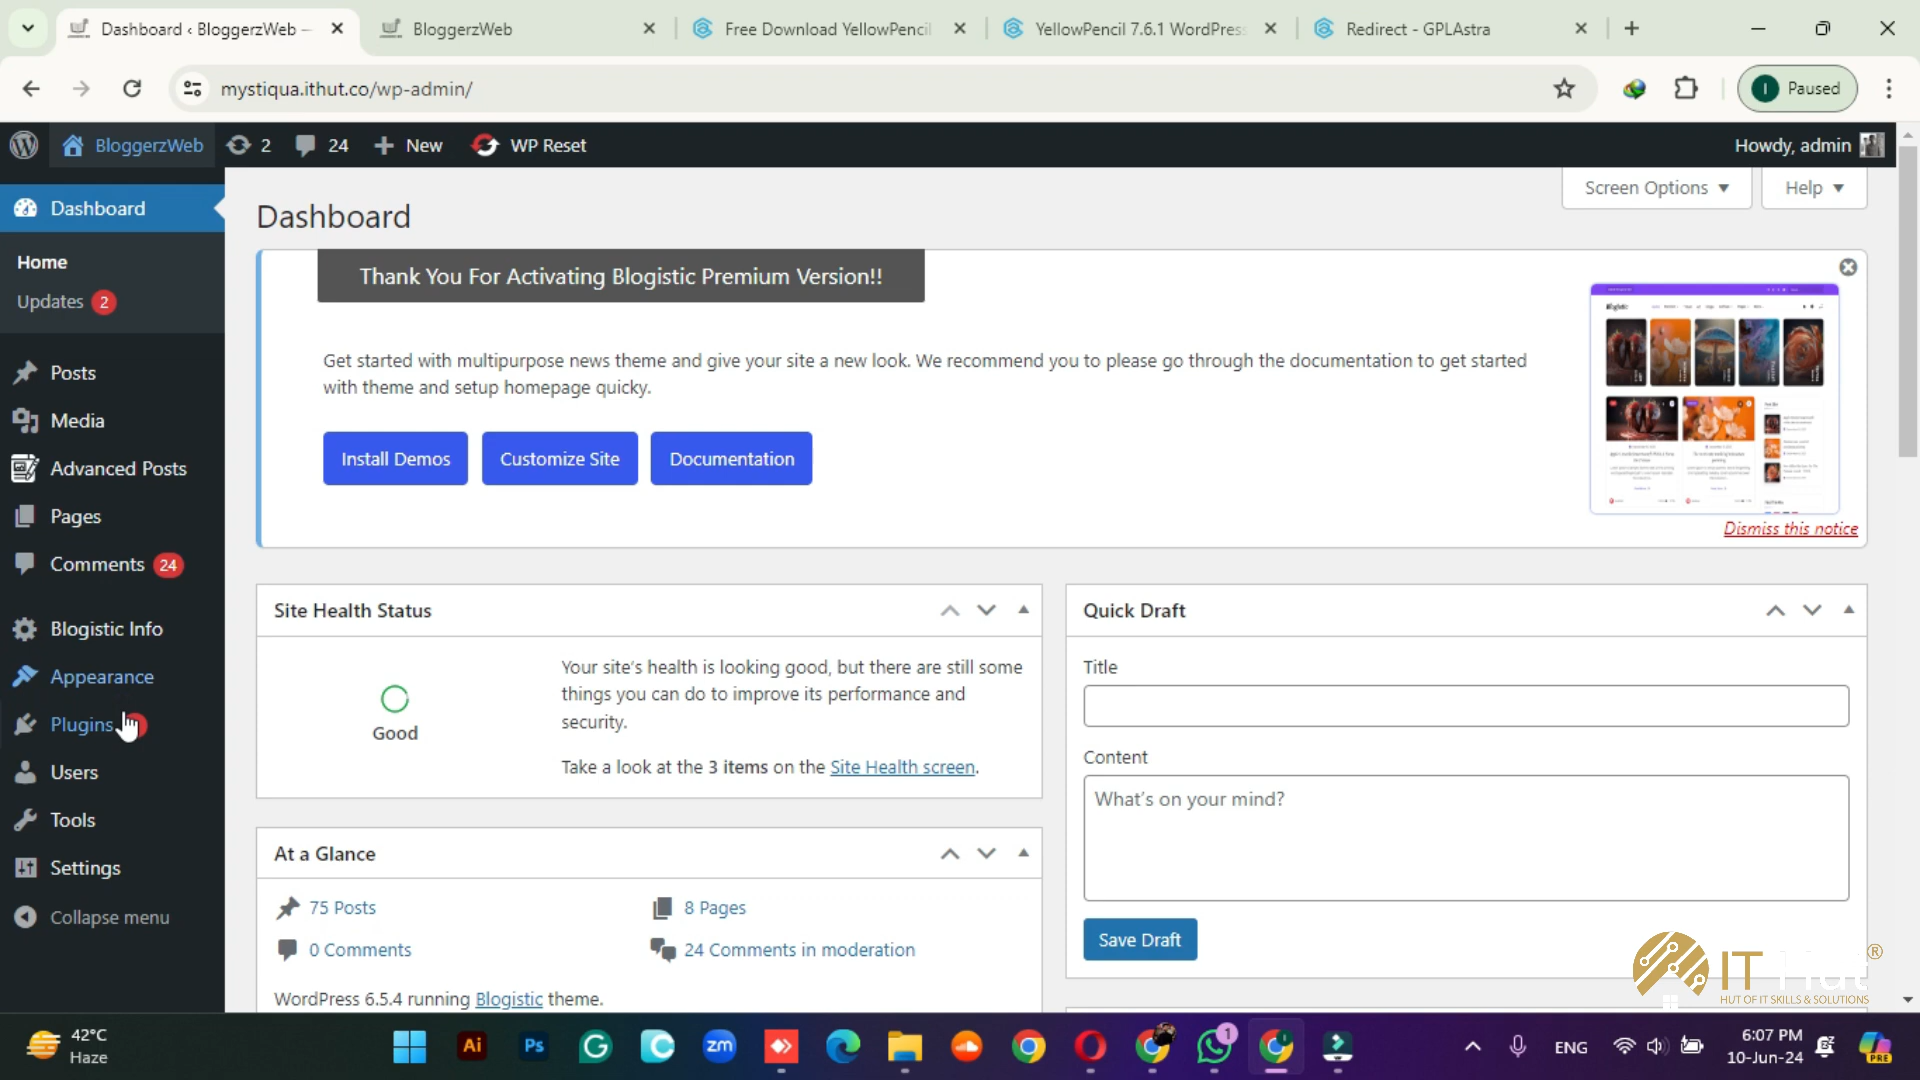 Dashboard ‹ BloggerzWeb –
BloggerzWeb
Free Download YellowPencil
YellowPencil 7.6.1 WordPress
Redirect - GPLAstra
mystiqua.ithut.co/wp-admin/
I
Paused
BloggerzWeb
2
24
New
WP Reset
Howdy, admin
Screen Options
Help
Dashboard
Home
Updates 2
Posts
Media
Advanced Posts
Pages
Comments 24
Blogistic Info
Appearance
Plugins
Users
Tools
Settings
Collapse menu
Dashboard
Thank You For Activating Blogistic Premium Version!!
Get started with multipurpose news theme and give your site a new look. We recommend you to please go through the documentation to get started
with theme and setup homepage quicky.
Install Demos
Customize Site
Documentation
Blogistic
Dismiss this notice
Site Health Status
Good
Your site's health is looking good, but there are still some
things you can do to improve its performance and
security.
Take a look at the 3 items on the Site Health screen.
At a Glance
75 Posts
8 Pages
0 Comments
24 Comments in moderation
WordPress 6.5.4 running Blogistic theme.
Quick Draft
Title
Content
What's on your mind?
Save Draft
IT Hut ®
HUT OF IT SKILLS & SOLUTIONS
42°C
Haze
Ai
Ps
zm
1
ENG
6:07 PM
10-Jun-24
PRE